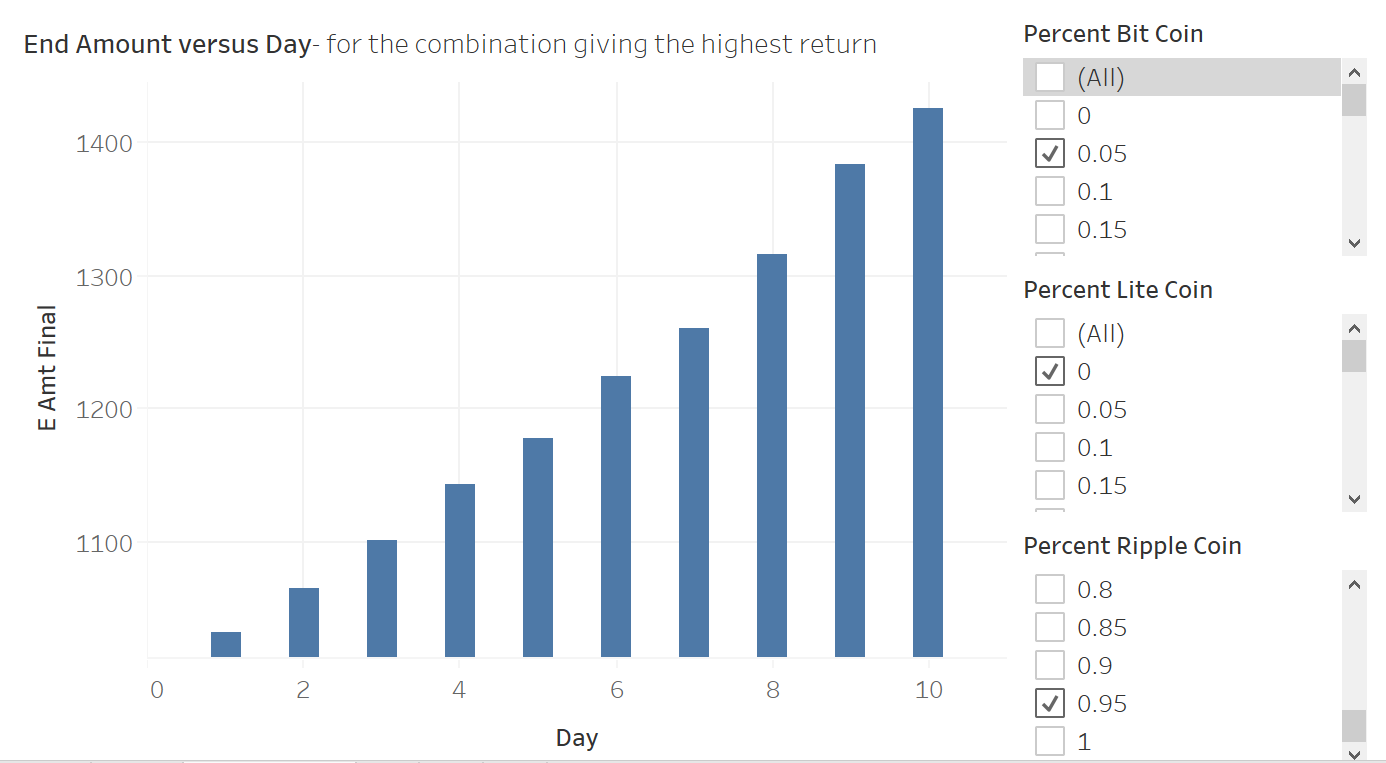 End Amount versus Day- for the combination giving the highest return
1400
1300
1200
1100
E Amt Final
0 2 4 6 8 10
Day
Percent Bit Coin
(All)
0
0.05
0.1
0.15
Percent Lite Coin
(All)
0
0.05
0.1
0.15
Percent Ripple Coin
0.8
0.85
0.9
0.95
1